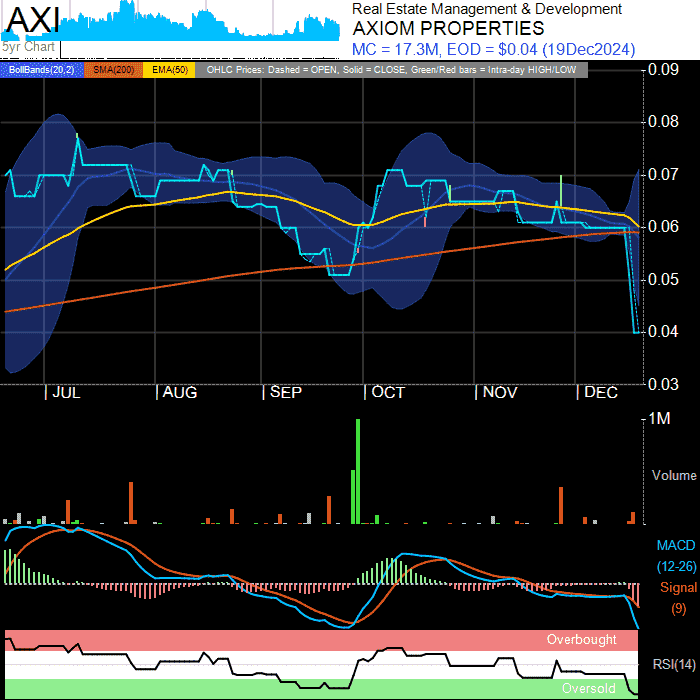 AXI
5yr Chart
Real Estate Management & Development
AXIOM PROPERTIES
MC = 17.3M, EOD = $0.04 (19Dec2024)
BollBands(20,2) SMA(200) EMA(50) OHLC Prices: Dashed = OPEN, Solid = CLOSE, Green/Red bars = Intra-day HIGH/LOW
0.09
0.08
0.07
0.06
0.05
0.04
0.03
| JUL | AUG | SEP | OCT | NOV | DEC
1M
Volume
MACD
(12-26)
Signal
(9)
Overbought
RSI(14)
Oversold